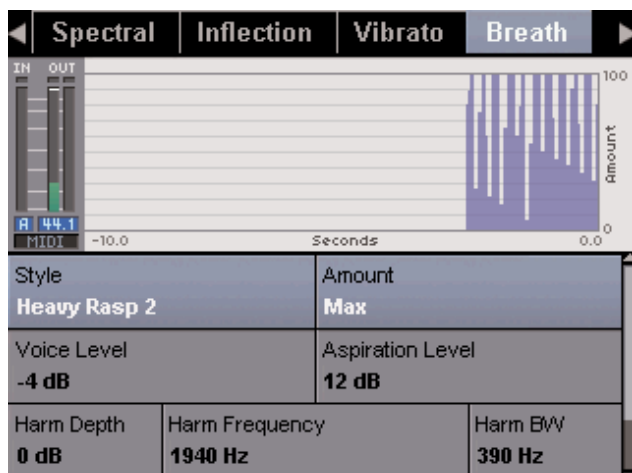 Spectral Inflection Vibrato Breath
IN OUT
100
Amount
A 44.1
MIDI
-10.0 Seconds 0.0
0
Style
Heavy Rasp 2
Amount
Max
Voice Level
-4 dB
Aspiration Level
12 dB
Harm Depth
0 dB
Harm Frequency
1940 Hz
Harm BW
390 Hz